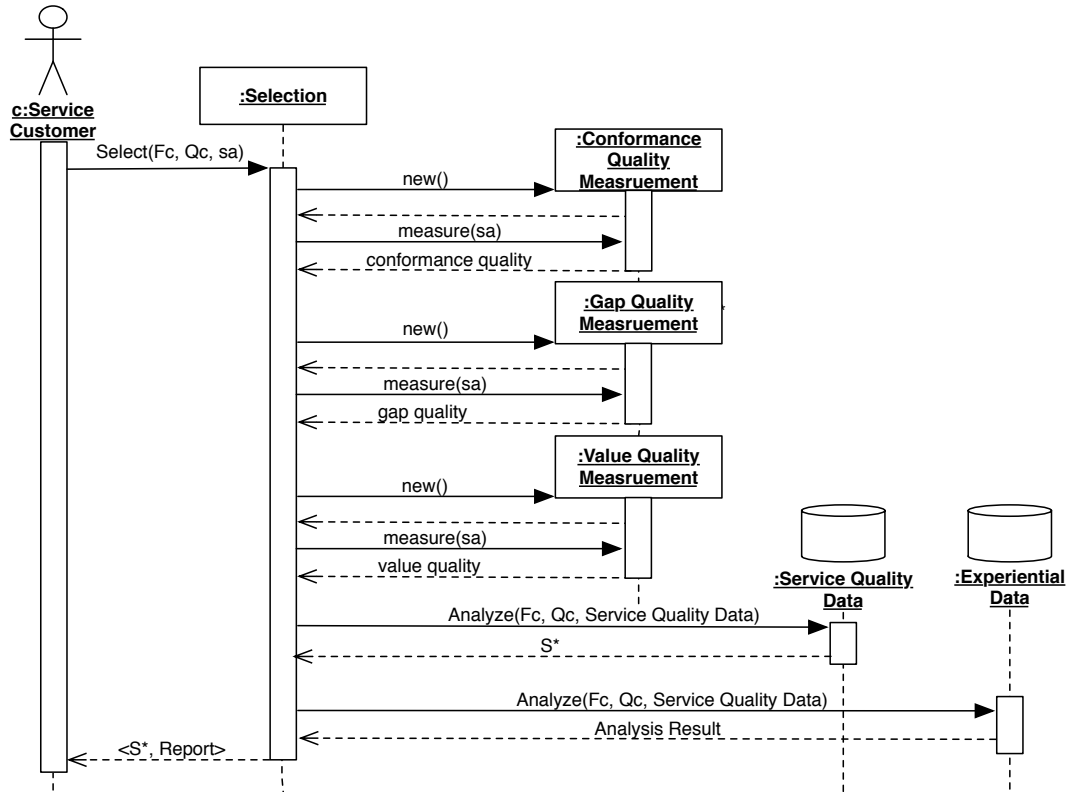 c:Service
Customer
:Selection
Select(Fc, Qc, sa)
:Conformance
Quality
Measruement
new()
measure(sa)
conformance quality
:Gap Quality
Measruement
*
new()
measure(sa)
gap quality
:Value Quality
Measruement
new()
measure(sa)
value quality
:Service Quality
Data
:Experiential
Data
Analyze(Fc, Qc, Service Quality Data)
S*
Analyze(Fc, Qc, Service Quality Data)
Analysis Result
<S*, Report>